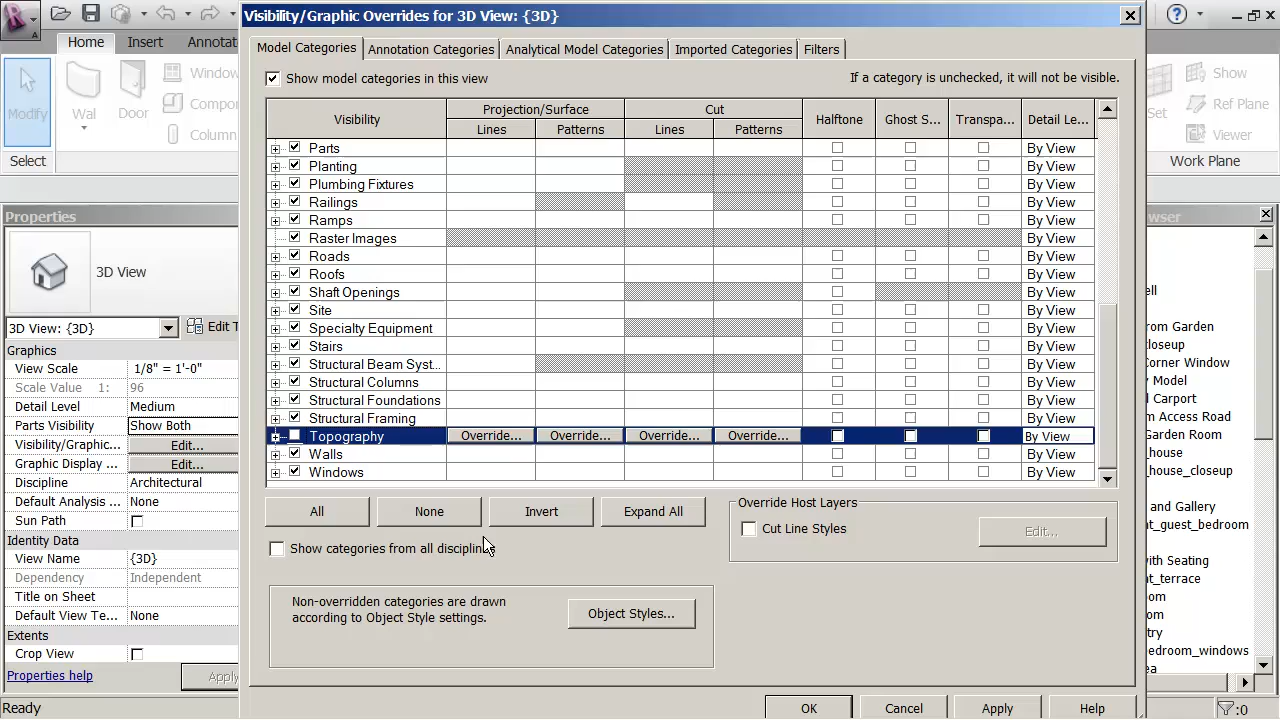 Visibility/Graphic Overrides for 3D View: {3D}
Home
Insert
Annotat
Modify
Wal
Door
Window
Compor
Column
Select
Show
Ref Plane
Viewer
Set
Work Plane
Model Categories
Annotation Categories
Analytical Model Categories
Imported Categories
Filters
Show model categories in this view
If a category is unchecked, it will not be visible.
Visibility
Projection/Surface
Cut
Halftone
Ghost S...
Transpa...
Detail Le...
Lines
Patterns
Lines
Patterns
Parts By View
Planting By View
Plumbing Fixtures By View
Railings By View
Ramps By View
Raster Images By View
Roads By View
Roofs By View
Shaft Openings By View
Site By View
Specialty Equipment By View
Stairs By View
Structural Beam Syst... By View
Structural Columns By View
Structural Foundations By View
Structural Framing By View
Topography Override... Override... Override... Override... By View
Walls By View
Windows By View
All
None
Invert
Expand All
Show categories from all disciplines
Override Host Layers
Cut Line Styles
Edit...
Non-overridden categories are drawn
according to Object Style settings.
Object Styles...
OK
Cancel
Apply
Help
Properties
3D View
3D View: {3D}
Edit T
Graphics
View Scale 1/8" = 1'-0"
Scale Value 1: 96
Detail Level Medium
Parts Visibility Show Both
Visibility/Graphic... Edit...
Graphic Display ... Edit...
Discipline Architectural
Default Analysis ... None
Sun Path
Identity Data
View Name {3D}
Dependency Independent
Title on Sheet
Default View Te... None
Extents
Crop View
Properties help
Apply
Ready
wser
ell
rom Garden
closeup
Corner Window
y Model
d Carport
m Access Road
Garden Room
_house_closeup
and Gallery
nt_guest_bedroom
with Seating
nt_terrace
om
om
try
bedroom_windows
ea
:0